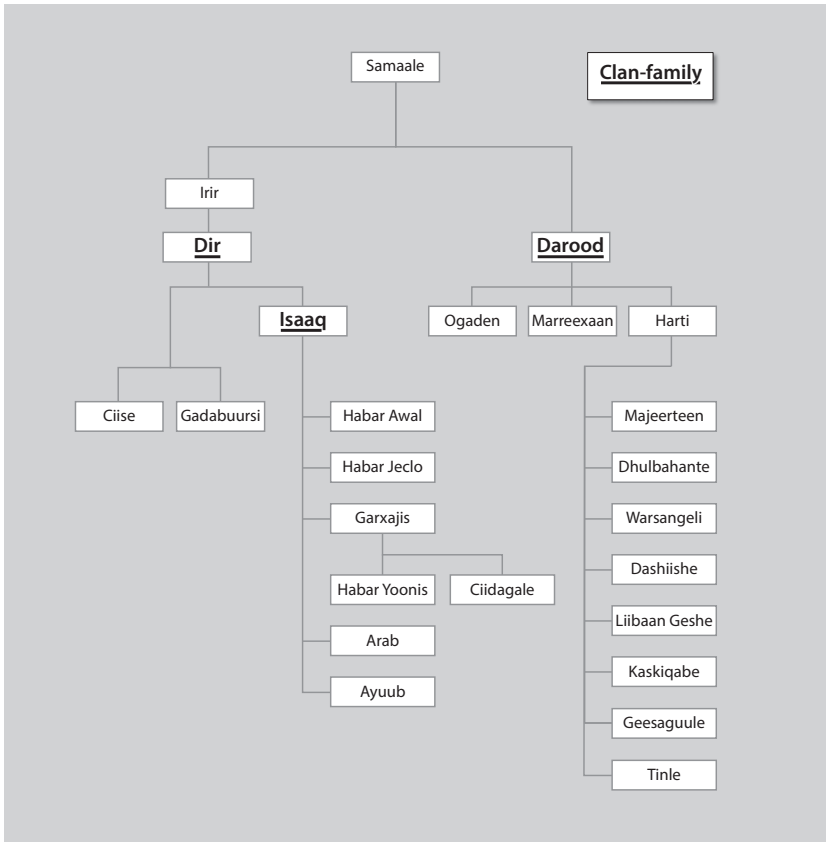 Samaale
Clan-family
Irir
Dir
Darood
Isaaq
Ogaden
Marreexaan
Harti
Ciise
Gadabuursi
Habar Awal
Majeerteen
Habar Jeclo
Dhulbahante
Garxajis
Warsangeli
Dashiishe
Habar Yoonis
Ciidagale
Liibaan Geshe
Arab
Kaskiqabe
Ayuub
Geesaguule
Tinle